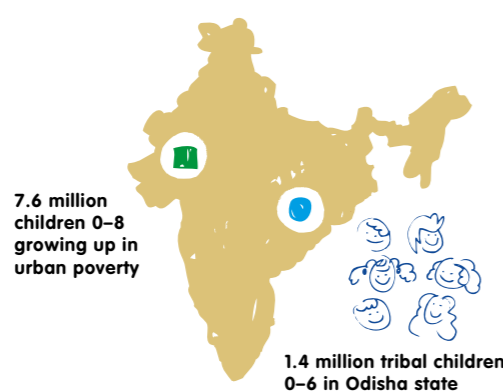 7.6 million
children 0–8
growing up in
urban poverty
1.4 million tribal children
0–6 in Odisha state